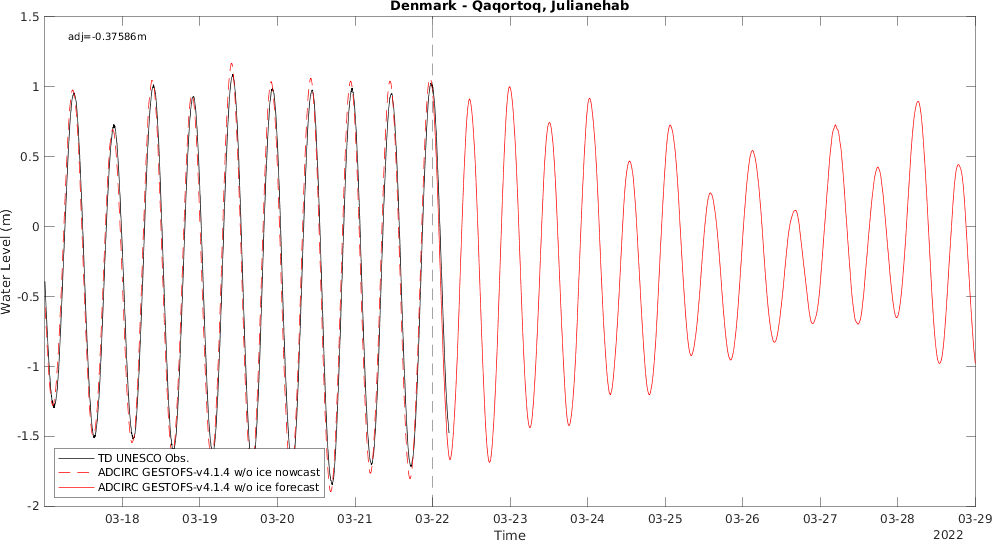 Denmark - Qaqortoq, Julianehab
adj=-0.37586m
1.5
1
0.5
0
-0.5
-1
-1.5
-2
Water Level (m)
TD UNESCO Obs.
ADCIRC GESTOFS-v4.1.4 w/o ice nowcast
ADCIRC GESTOFS-v4.1.4 w/o ice forecast
03-18 03-19 03-20 03-21 03-22 03-23 03-24 03-25 03-26 03-27 03-28 03-29
Time
2022